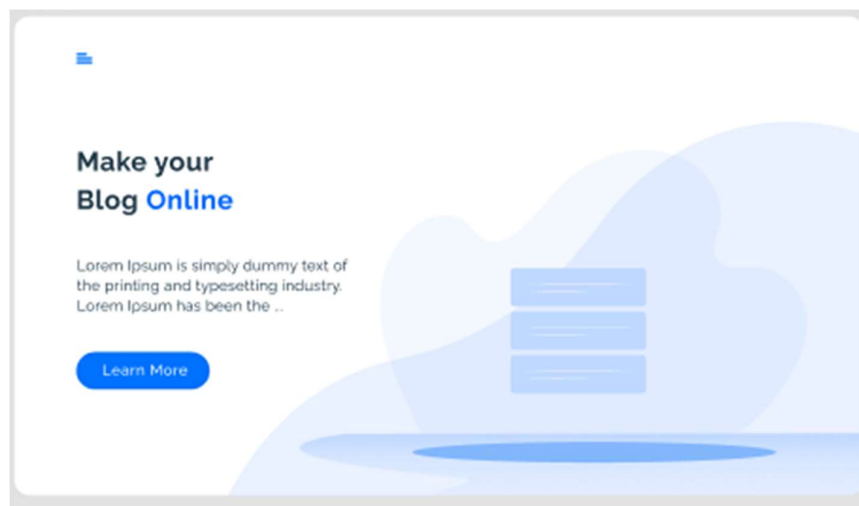 Make your
Blog Online
Lorem Ipsum is simply dummy text of
the printing and typesetting industry.
Lorem Ipsum has been the ...
Learn More